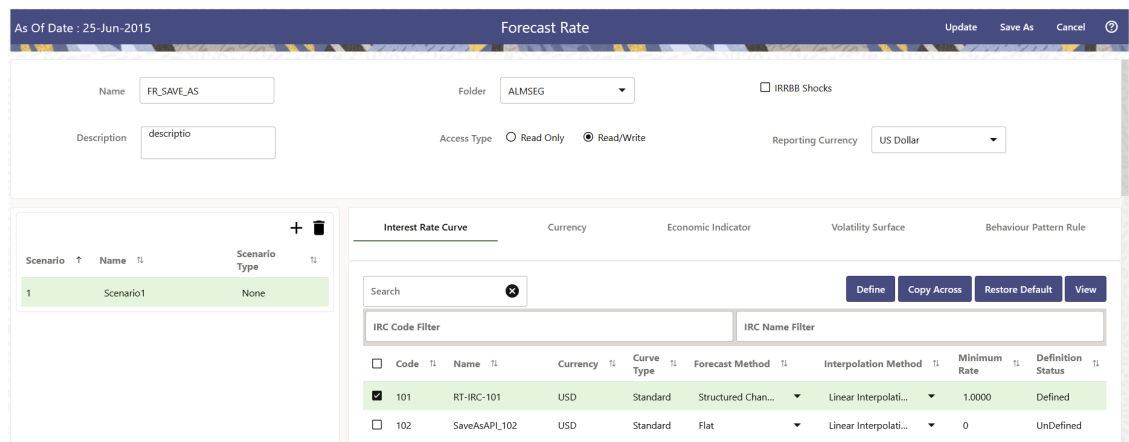 As Of Date : 25-Jun-2015 Forecast Rate Update Save As Cancel ?
Name FR_SAVE_AS Folder ALMSEG IRRBB Shocks
Description descriptio Access Type Read Only Read/Write Reporting Currency US Dollar
Interest Rate Curve Currency Economic Indicator Volatility Surface Behaviour Pattern Rule
Scenario Name Scenario Type
1 Scenario1 None
Search Define Copy Across Restore Default View
IRC Code Filter IRC Name Filter
Code Name Currency Curve Type Forecast Method Interpolation Method Minimum Rate Definition Status
101 RT-IRC-101 USD Standard Structured Chan... Linear Interpolati... 1.0000 Defined
102 SaveAsAPI_102 USD Standard Flat Linear Interpolati... 0 UnDefined